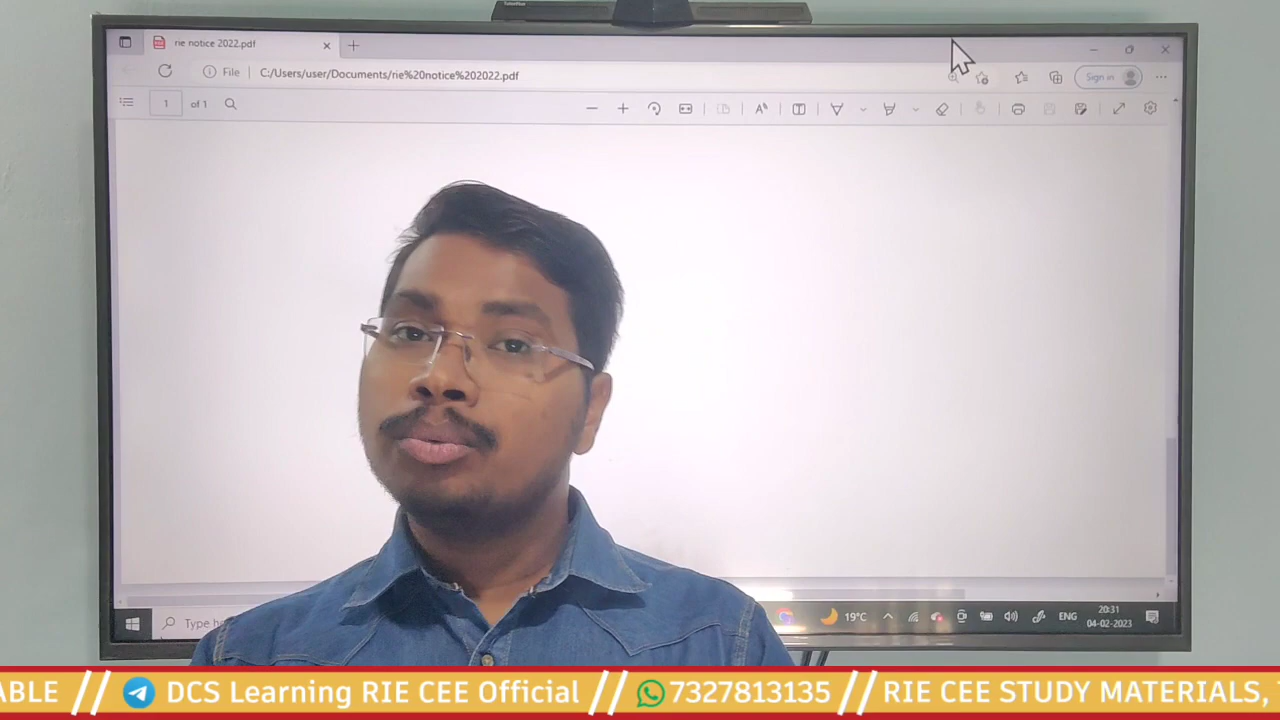 rie notice 2022.pdf
File C:/Users/user/Documents/rie%20notice%202022.pdf
Sign in
1 of 1
19°C ENG 20:31
04-02-2023
ABLE // DCS Learning RIE CEE Official // 7327813135 // RIE CEE STUDY MATERIALS,